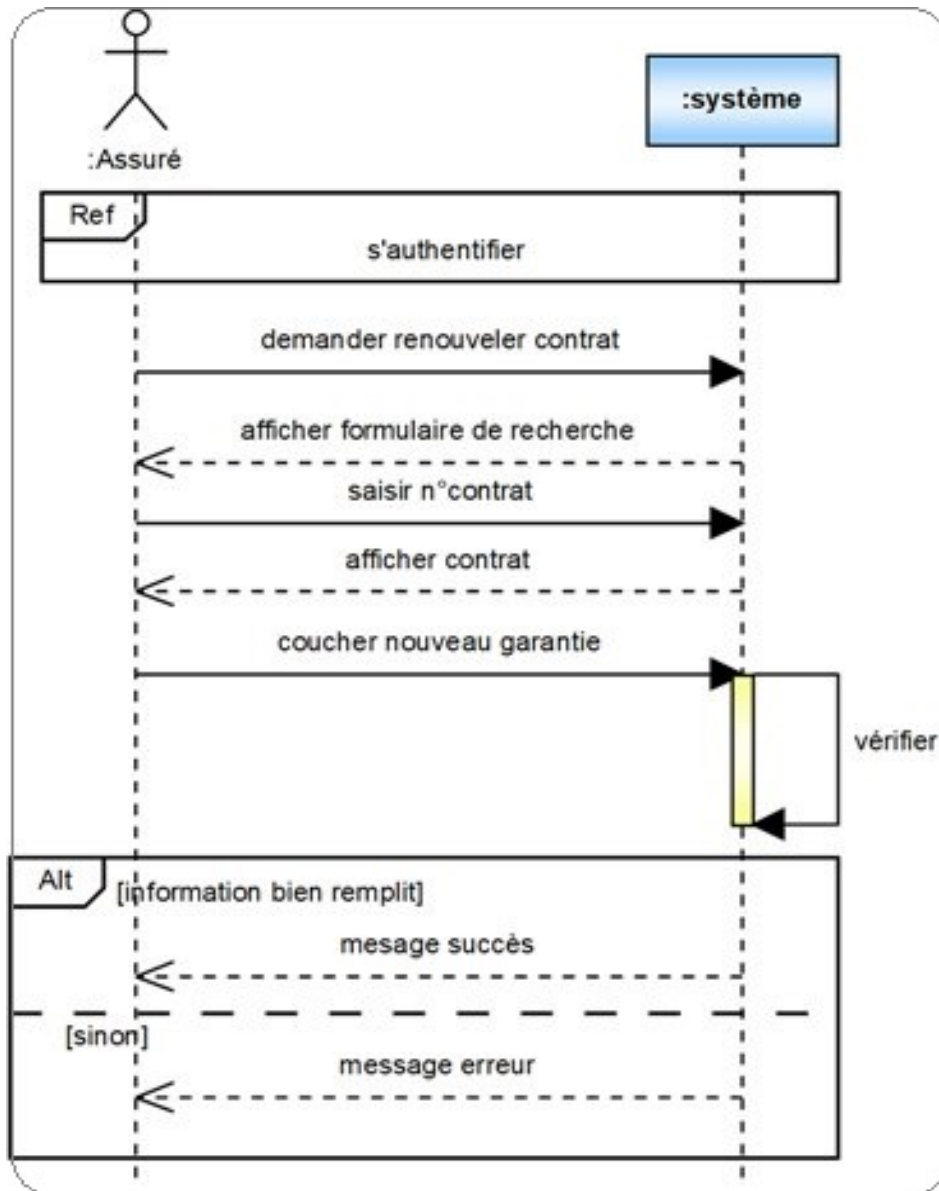 :Assuré
:système
Ref
s'authentifier
demander renouveler contrat
afficher formulaire de recherche
saisir n°contrat
afficher contrat
coucher nouveau garantie
vérifier
Alt
[information bien remplit]
mesage succès
[sinon]
message erreur